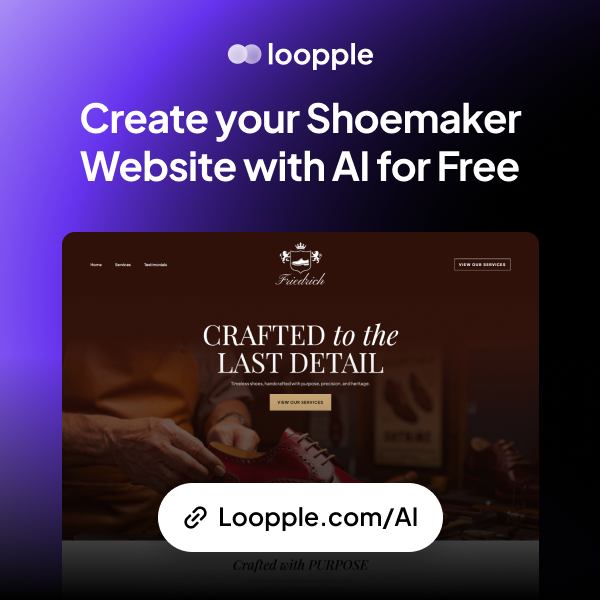 loopple
Create your Shoemaker
Website with AI for Free
Home Services Testimonials
Friedrich
VIEW OUR SERVICES
CRAFTED to the
LAST DETAIL
Timeless shoes, handcrafted with purpose, precision, and heritage.
VIEW OUR SERVICES
Loopple.com/AI
Crafted with PURPOSE